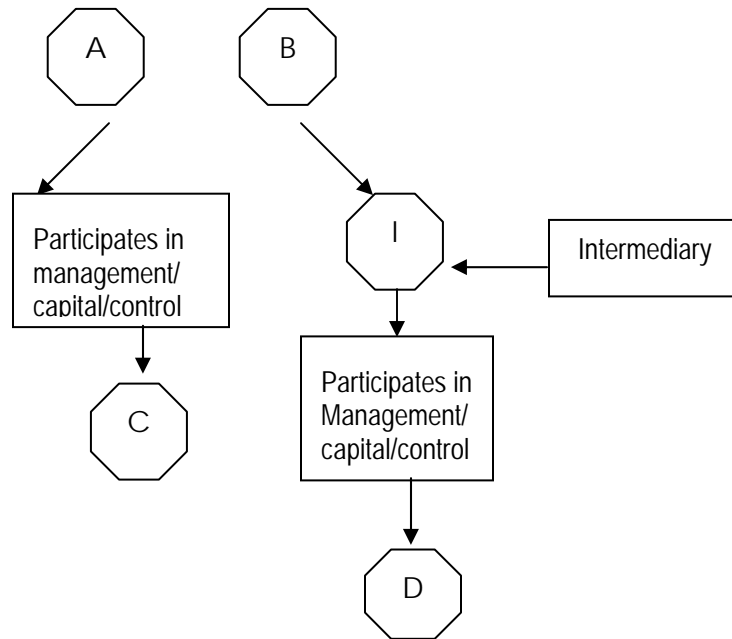 A
B
Participates in
management/
capital/control
I
Intermediary
C
Participates in
Management/
capital/control
D